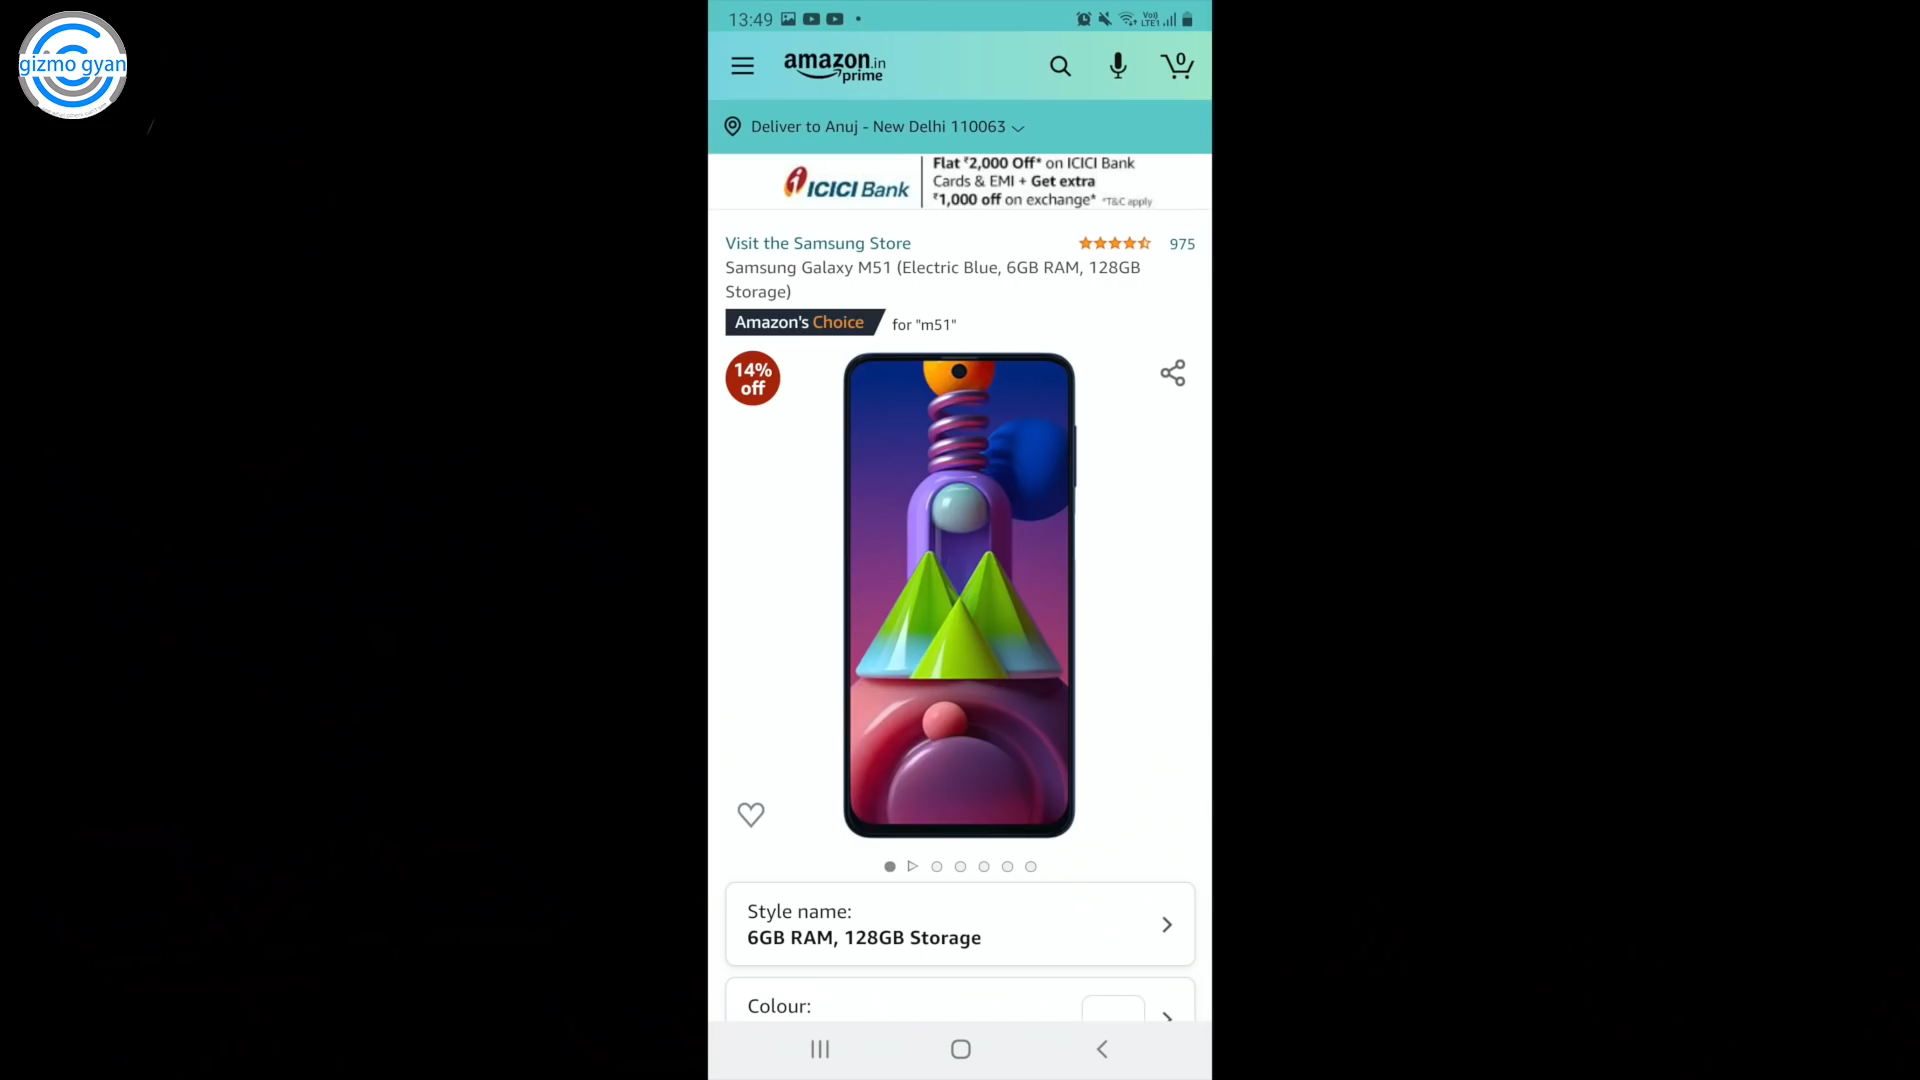 gizmo gyan
13:49
amazon.in
prime
0
Deliver to Anuj - New Delhi 110063
ICICI Bank
Flat ₹2,000 Off* on ICICI Bank
Cards & EMI + Get extra
₹1,000 off on exchange* *T&C apply
Visit the Samsung Store
975
Samsung Galaxy M51 (Electric Blue, 6GB RAM, 128GB
Storage)
Amazon's Choice for "m51"
14%
off
Style name:
6GB RAM, 128GB Storage
Colour: